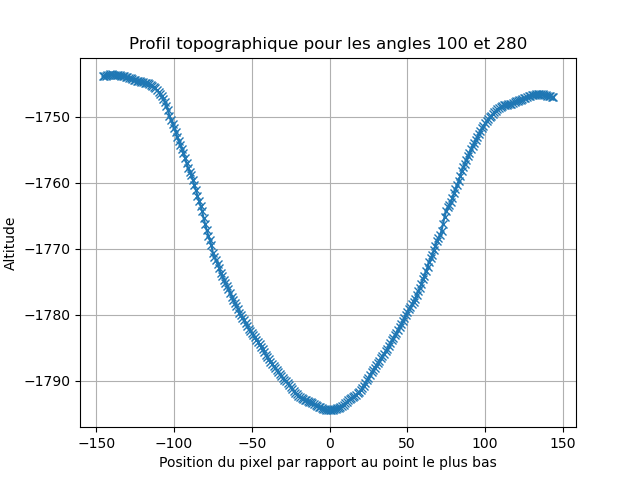 Profil topographique pour les angles 100 et 280
Altitude
−1750
−1760
−1770
−1780
−1790
−150 −100 −50 0 50 100 150
Position du pixel par rapport au point le plus bas